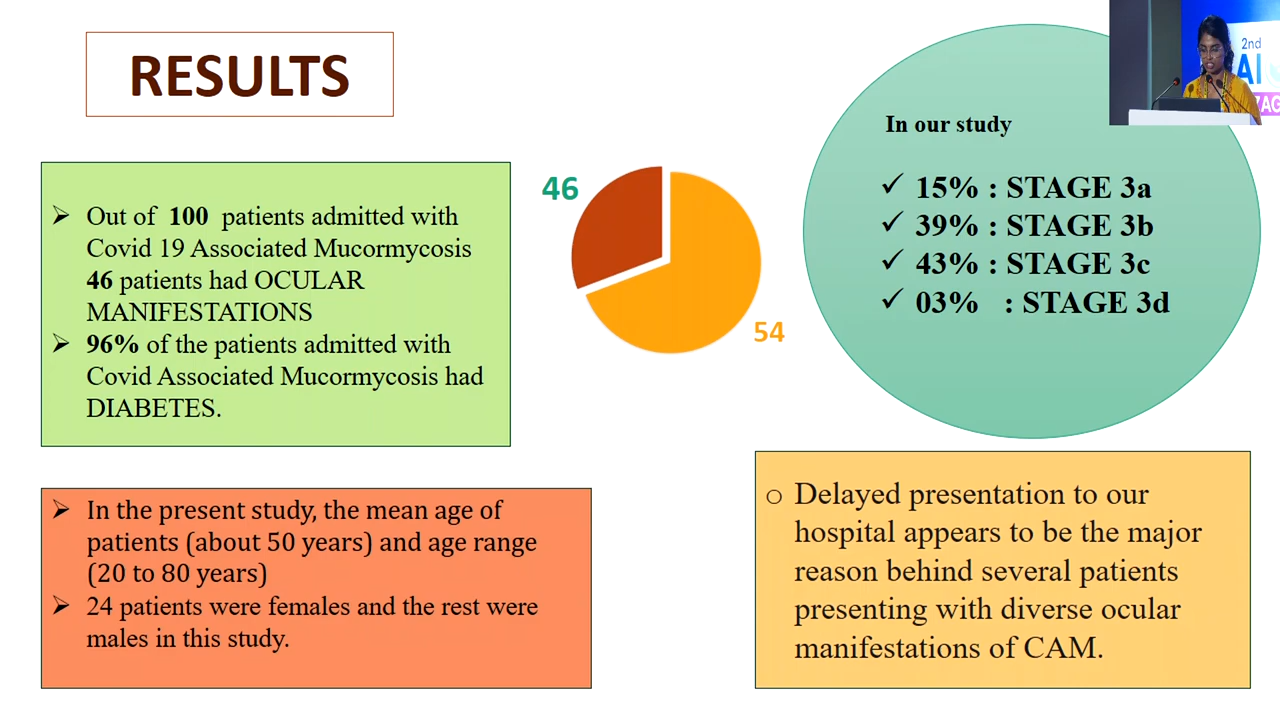 RESULTS
➢ Out of 100 patients admitted with
Covid 19 Associated Mucormycosis
46 patients had OCULAR
MANIFESTATIONS
➢ 96% of the patients admitted with
Covid Associated Mucormycosis had
DIABETES.
46
54
In our study
✓ 15% : STAGE 3a
✓ 39% : STAGE 3b
✓ 43% : STAGE 3c
✓ 03% : STAGE 3d
2nd
AI
➢ In the present study, the mean age of
patients (about 50 years) and age range
(20 to 80 years)
➢ 24 patients were females and the rest were
males in this study.
○ Delayed presentation to our
hospital appears to be the major
reason behind several patients
presenting with diverse ocular
manifestations of CAM.